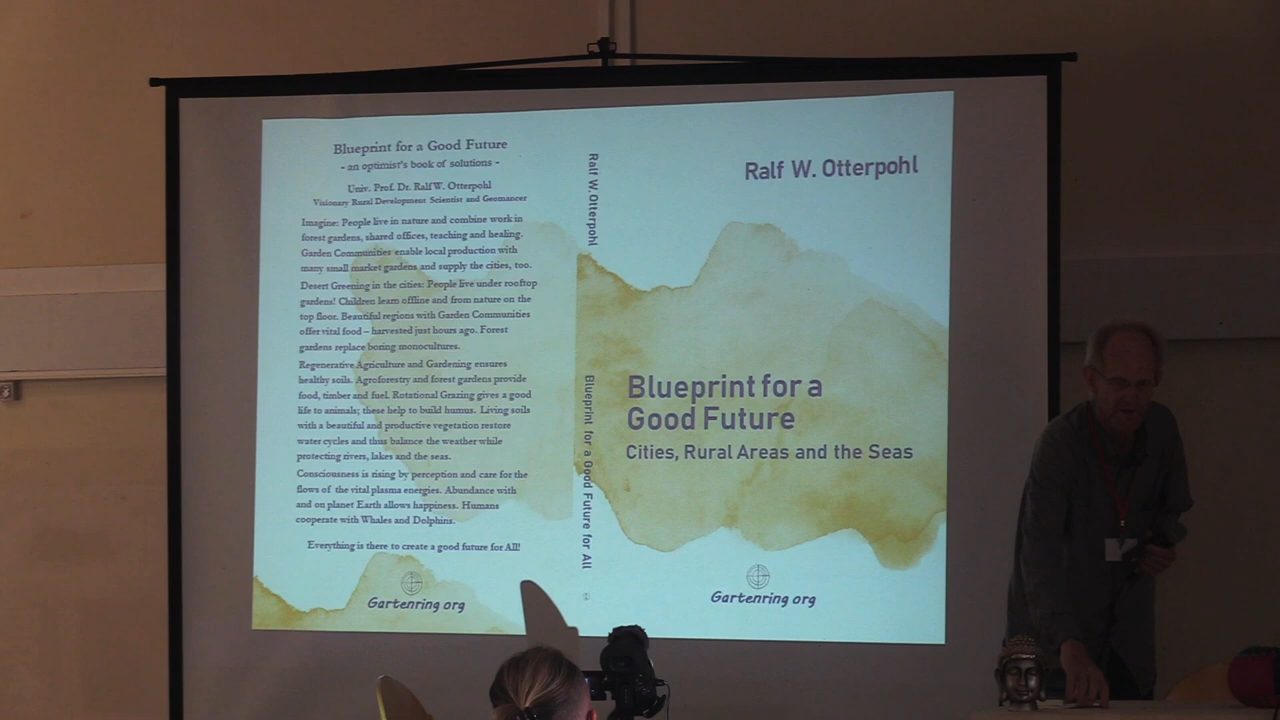 Blueprint for a Good Future
- an optimist's book of solutions -
Univ. Prof. Dr. Ralf W. Otterpohl
Visionary Rural Development Scientist and Geomancer
Imagine: People live in nature and combine work in
forest gardens, shared offices, teaching and healing.
Garden Communities enable local production with
many small market gardens and supply the cities, too.
Desert Greening in the cities: People live under rooftop
gardens! Children learn offline and from nature on the
top floor. Beautiful regions with Garden Communities
offer vital food – harvested just hours ago. Forest
gardens replace boring monocultures.
Regenerative Agriculture and Gardening ensures
healthy soils. Agroforestry and forest gardens provide
food, timber and fuel. Rotational Grazing gives a good
life to animals; these help to build humus. Living soils
with a beautiful and productive vegetation restore
water cycles and thus balance the weather while
protecting rivers, lakes and the seas.
Consciousness is rising by perception and care for the
flows of the vital plasma energies. Abundance with
and on planet Earth allows happiness. Humans
cooperate with Whales and Dolphins.
Everything is there to create a good future for All!
Gartenring org
Ralf W. Otterpohl
Blueprint for a Good Future for All
Ralf W. Otterpohl
Blueprint for a
Good Future
Cities, Rural Areas and the Seas
Gartenring org